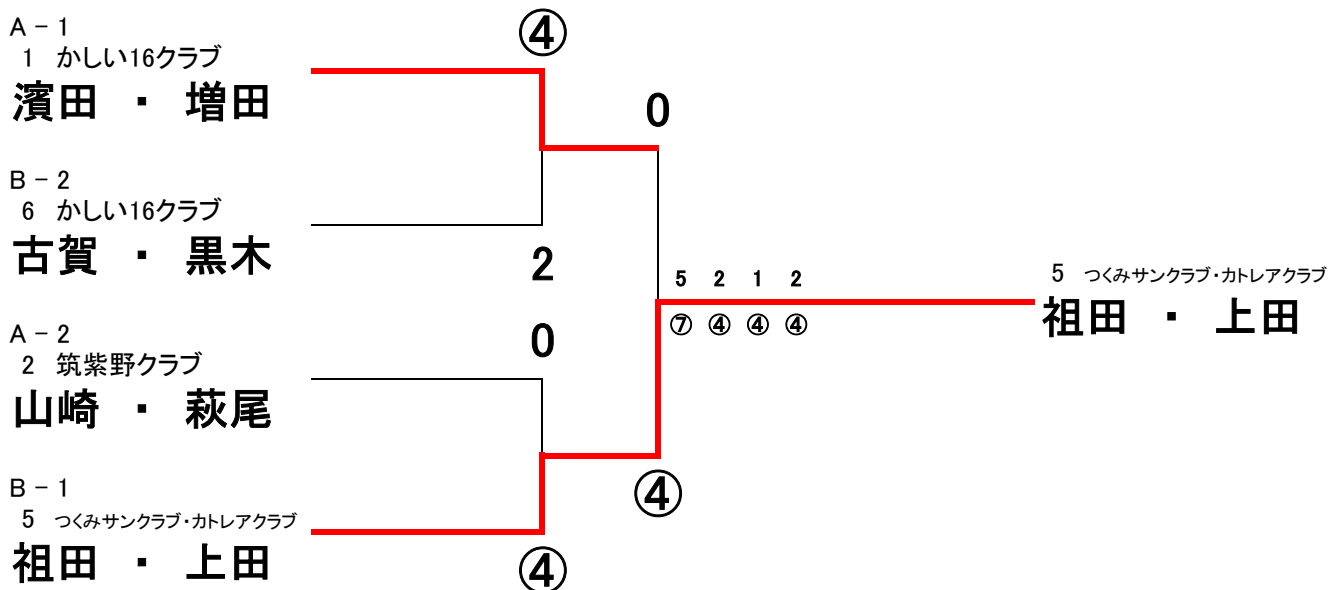 A － 1
1 かしい16クラブ
濱田 ・ 増田
④
0
B － 2
6 かしい16クラブ
古賀 ・ 黒木
2
5 2 1 2
⑦ ④ ④ ④
5 つくみサンクラブ・カトレアクラブ
祖田 ・ 上田
A － 2
2 筑紫野クラブ
山崎 ・ 萩尾
0
④
B － 1
5 つくみサンクラブ・カトレアクラブ
祖田 ・ 上田
④